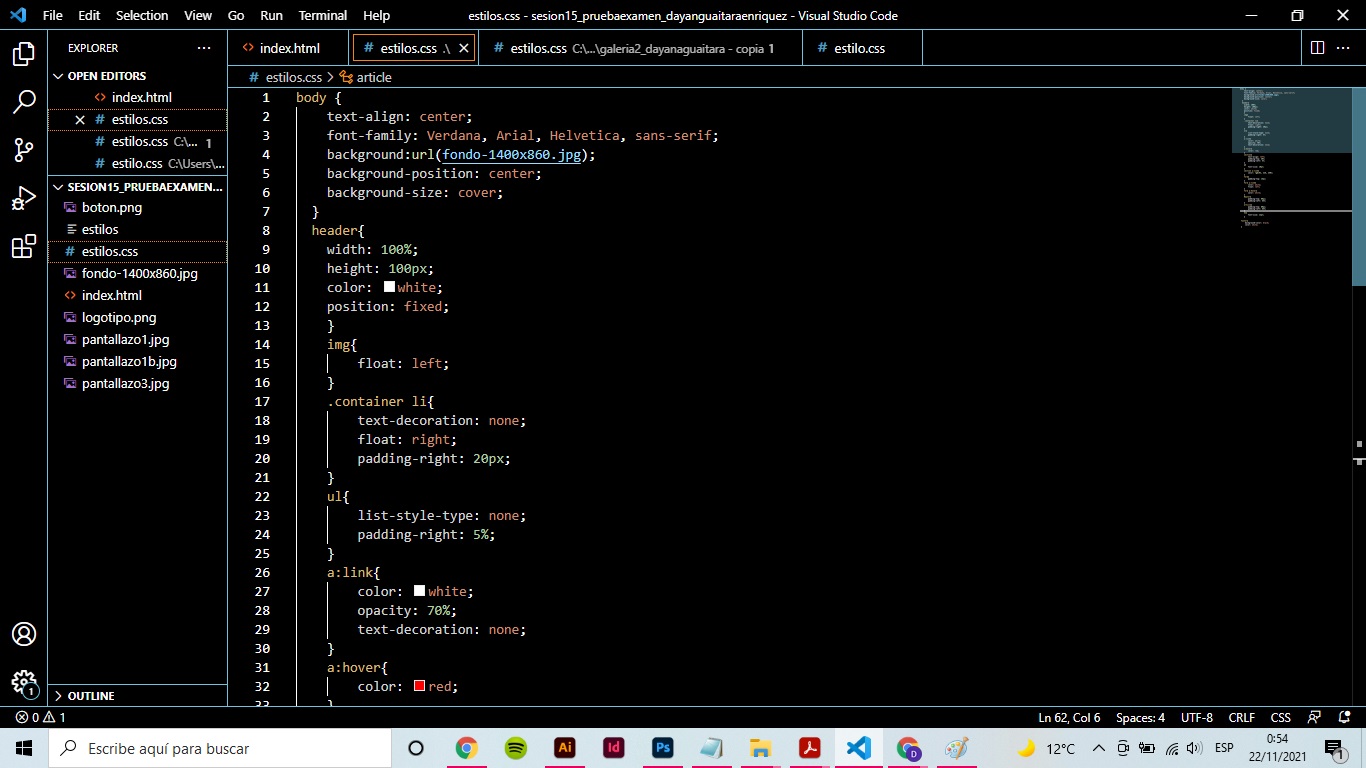 File Edit Selection View Go Run Terminal Help
estilos.css - sesion15_pruebaexamen_dayanguaitaraenriquez - Visual Studio Code
EXPLORER
OPEN EDITORS
<> index.html
# estilos.css
# estilos.css C:\... 1
# estilo.css C:\Users\...
SESION15_PRUEBAEXAMEN...
boton.png
estilos
# estilos.css
fondo-1400x860.jpg
<> index.html
logotipo.png
pantallazo1.jpg
pantallazo1b.jpg
pantallazo3.jpg
OUTLINE
1
<> index.html
# estilos.css .\
# estilos.css C:\...\galeria2_dayanaguaitara - copia 1
# estilo.css
# estilos.css > article
1 body {
2 text-align: center;
3 font-family: Verdana, Arial, Helvetica, sans-serif;
4 background:url(fondo-1400x860.jpg);
5 background-position: center;
6 background-size: cover;
7 }
8 header{
9 width: 100%;
10 height: 100px;
11 color: white;
12 position: fixed;
13 }
14 img{
15 float: left;
16 }
17 .container li{
18 text-decoration: none;
19 float: right;
20 padding-right: 20px;
21 }
22 ul{
23 list-style-type: none;
24 padding-right: 5%;
25 }
26 a:link{
27 color: white;
28 opacity: 70%;
29 text-decoration: none;
30 }
31 a:hover{
32 color: red;
33 }
0 1
Ln 62, Col 6 Spaces: 4 UTF-8 CRLF CSS
Escribe aquí para buscar
Ai Id Ps D
12°C ESP
0:54
22/11/2021
1